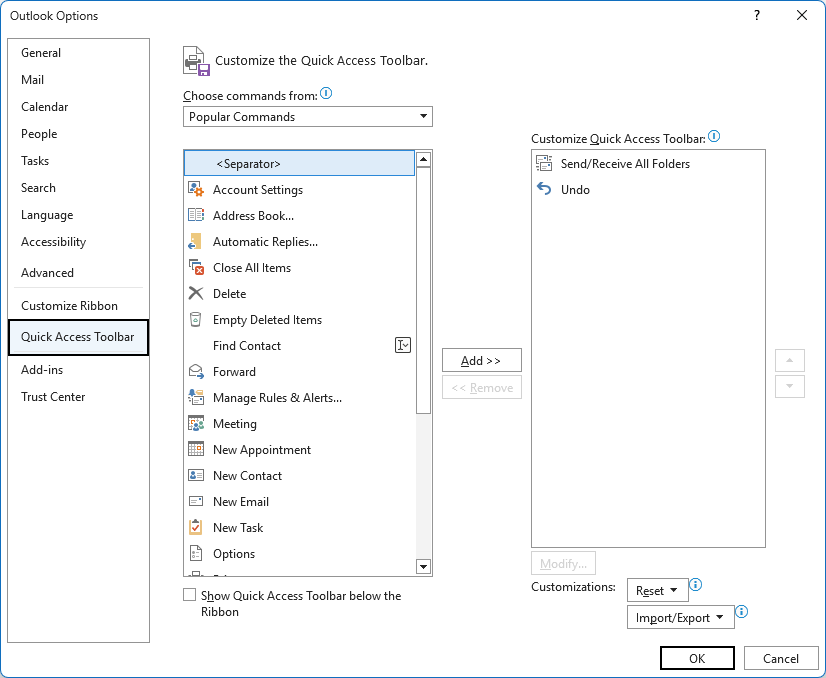 Outlook Options
?
General
Mail
Calendar
People
Tasks
Search
Language
Accessibility
Advanced
Customize Ribbon
Quick Access Toolbar
Add-ins
Trust Center
Customize the Quick Access Toolbar.
Choose commands from:
Popular Commands
<Separator>
Account Settings
Address Book...
Automatic Replies...
Close All Items
Delete
Empty Deleted Items
Find Contact
Forward
Manage Rules & Alerts...
Meeting
New Appointment
New Contact
New Email
New Task
Options
Show Quick Access Toolbar below the
Ribbon
Add >>
<< Remove
Customize Quick Access Toolbar:
Send/Receive All Folders
Undo
Modify...
Customizations:
Reset
Import/Export
OK
Cancel